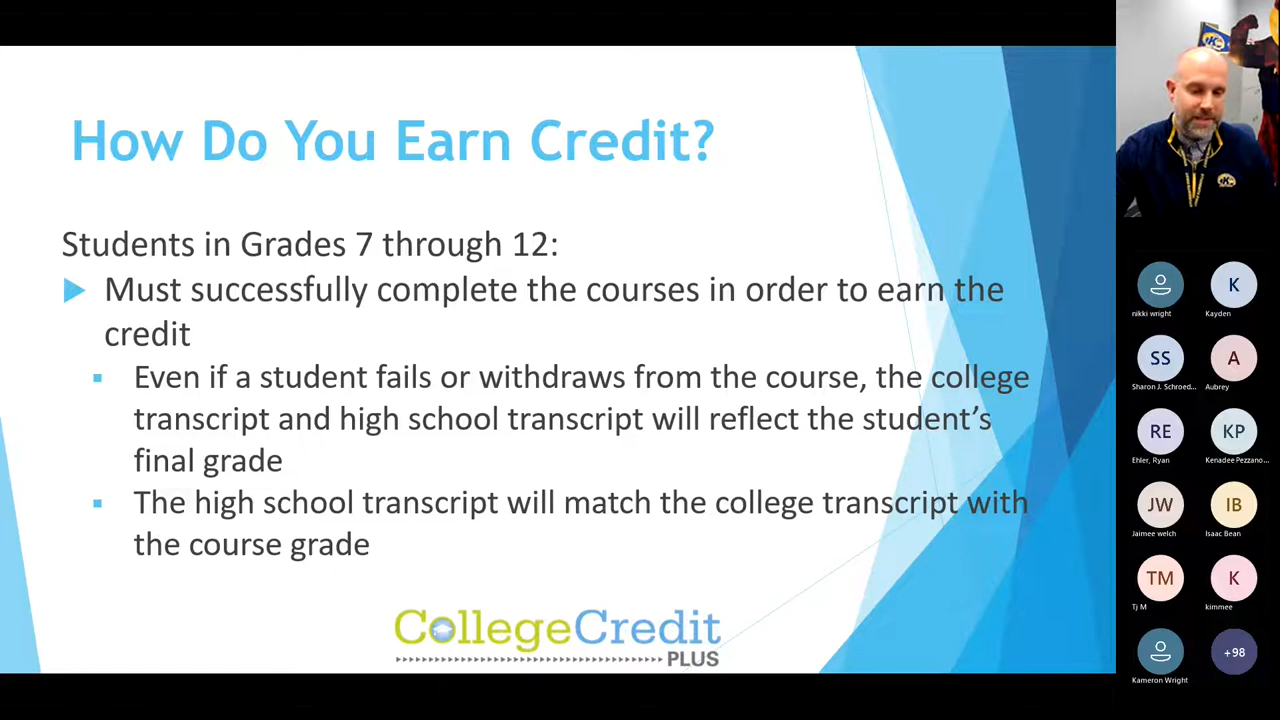 How Do You Earn Credit?
Students in Grades 7 through 12:
Must successfully complete the courses in order to earn the
credit
Even if a student fails or withdraws from the course, the college
transcript and high school transcript will reflect the student’s
final grade
The high school transcript will match the college transcript with
the course grade
CollegeCredit
PLUS
nikki wright
K
Kayden
SS
Sharon J. Schroed...
A
Aubrey
RE
Ehler, Ryan
KP
Kenadee Pezzano...
JW
Jaimee welch
IB
Isaac Bean
TM
Tj M
K
kimmee
Kameron Wright
+98